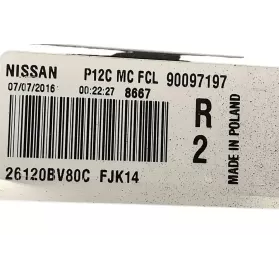 NISSAN P12C MC FCL 90097197
07/07/2016 00:22:27 8667
R
2
MADE IN POLAND
26120BV80C FJK14